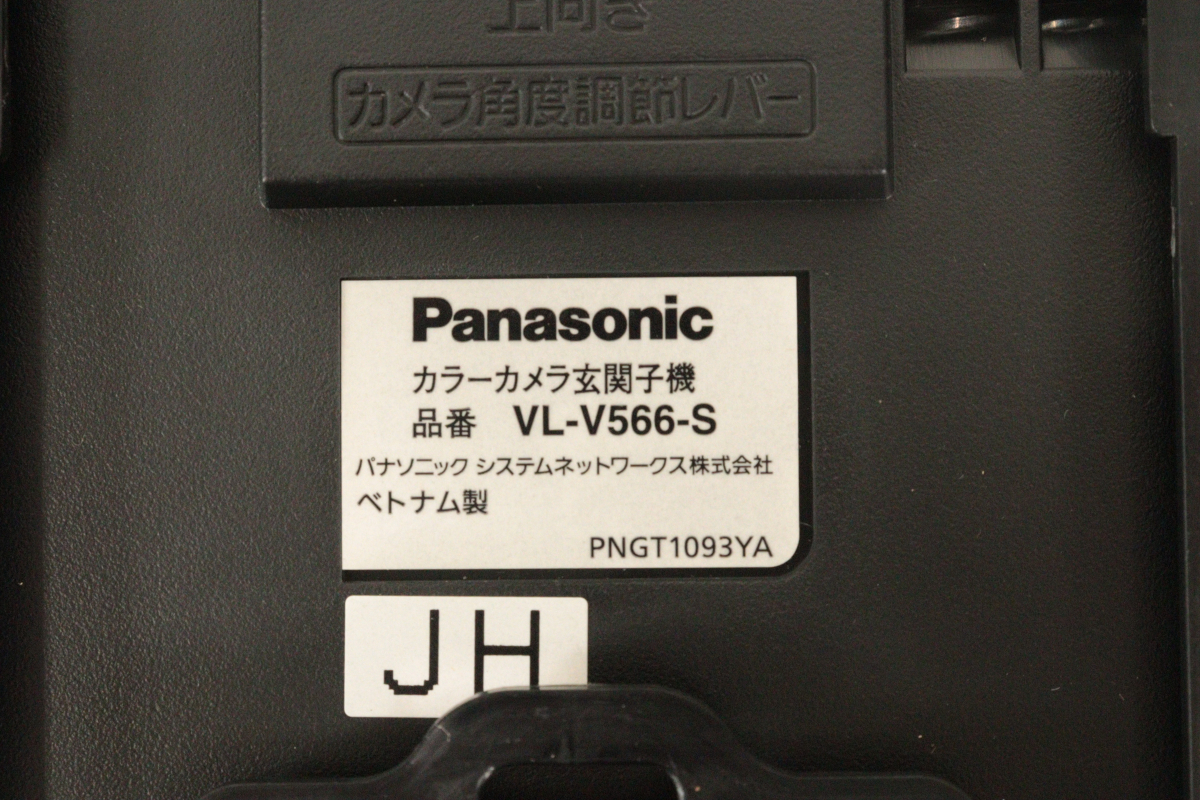 上向き
カメラ角度調節レバー
Panasonic
カラーカメラ玄関子機
品番 VL-V566-S
パナソニック システムネットワークス株式会社
ベトナム製
PNGT1093YA
JH